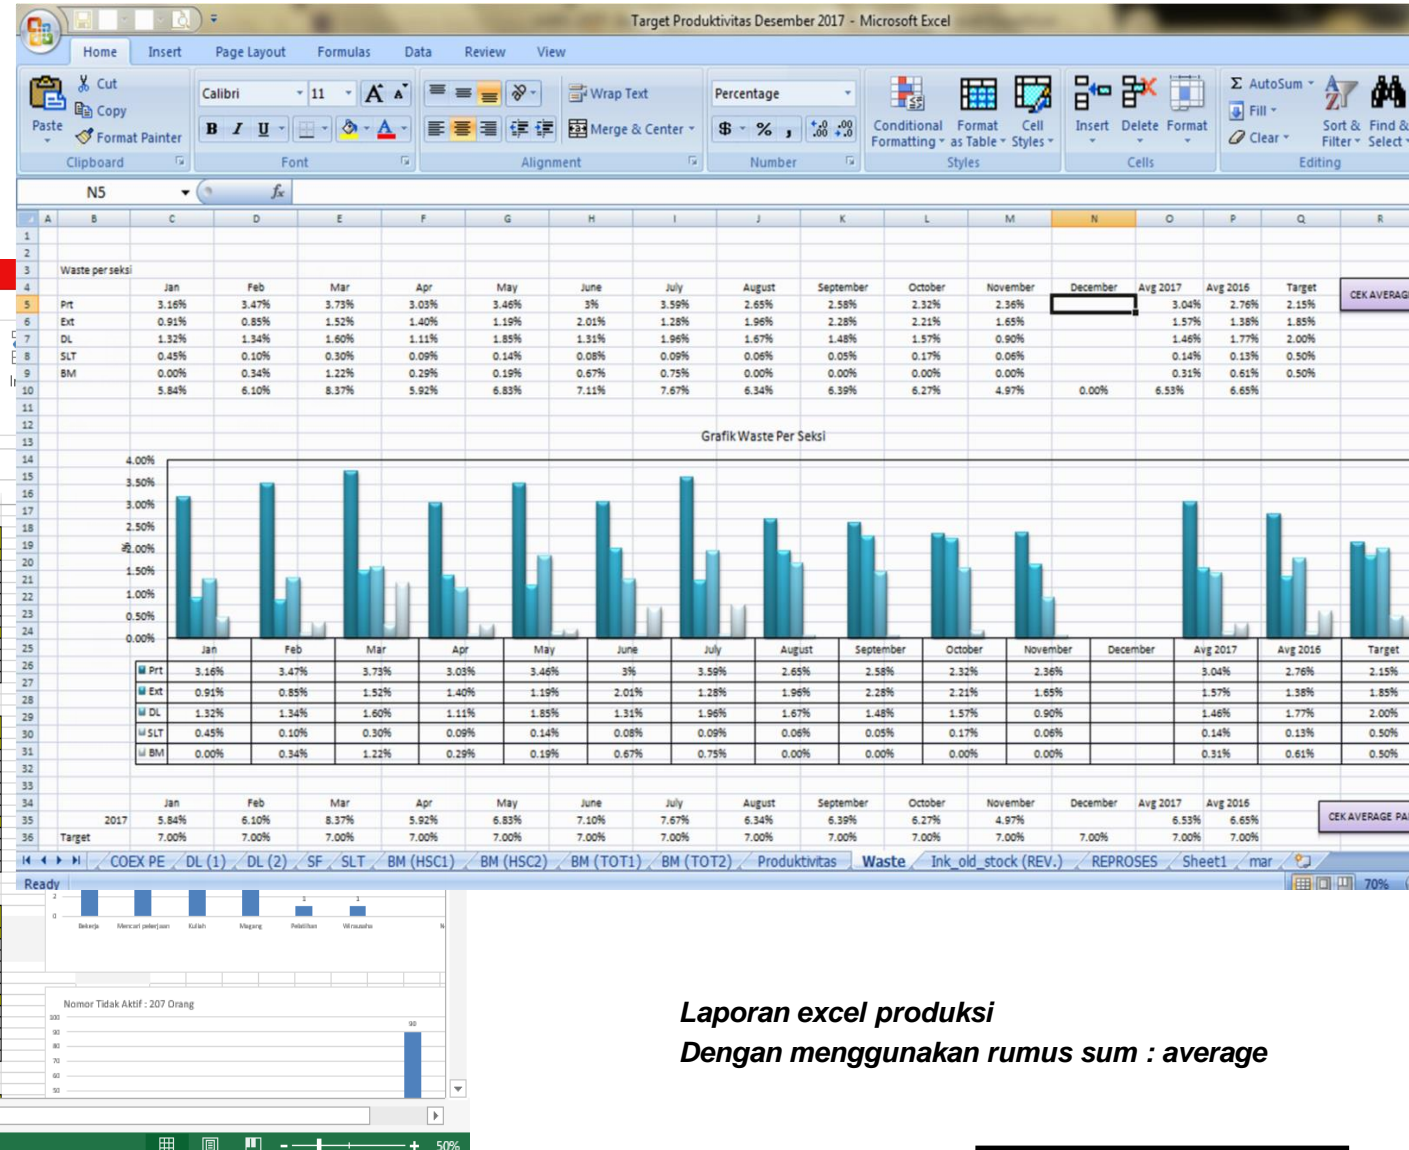 Target Produktivitas Desember 2017 - Microsoft Excel
Home Insert Page Layout Formulas Data Review View
Paste Cut Copy Format Painter Clipboard
Calibri 11 Font
Wrap Text Merge & Center Alignment
Percentage Number
Conditional Formatting Format as Table Cell Styles Styles
Insert Delete Format Cells
Σ AutoSum Fill Clear Sort & Filter Find & Select Editing
N5 fx
A B C D E F G H I J K L M N O P Q R
Waste per seksi
Jan Feb Mar Apr May June July August September October November December Avg 2017 Avg 2016 Target
CEK AVERAGE
Prt 3.16% 3.47% 3.73% 3.03% 3.46% 3% 3.59% 2.65% 2.58% 2.32% 2.36% 3.04% 2.76% 2.15%
Ext 0.91% 0.85% 1.52% 1.40% 1.19% 2.01% 1.28% 1.96% 2.28% 2.21% 1.65% 1.57% 1.38% 1.85%
DL 1.32% 1.34% 1.60% 1.11% 1.85% 1.31% 1.96% 1.67% 1.48% 1.57% 0.90% 1.46% 1.77% 2.00%
SLT 0.45% 0.10% 0.30% 0.09% 0.14% 0.08% 0.09% 0.06% 0.05% 0.17% 0.06% 0.14% 0.13% 0.50%
BM 0.00% 0.34% 1.22% 0.29% 0.19% 0.67% 0.75% 0.00% 0.00% 0.00% 0.00% 0.31% 0.61% 0.50%
5.84% 6.10% 8.37% 5.92% 6.83% 7.11% 7.67% 6.34% 6.39% 6.27% 4.97% 0.00% 6.53% 6.65%
Grafik Waste Per Seksi
4.00%
3.50%
3.00%
2.50%
2.00%
1.50%
1.00%
0.50%
0.00%
Jan Feb Mar Apr May June July August September October November December Avg 2017 Avg 2016 Target
Prt 3.16% 3.47% 3.73% 3.03% 3.46% 3% 3.59% 2.65% 2.58% 2.32% 2.36% 3.04% 2.76% 2.15%
Ext 0.91% 0.85% 1.52% 1.40% 1.19% 2.01% 1.28% 1.96% 2.28% 2.21% 1.65% 1.57% 1.38% 1.85%
DL 1.32% 1.34% 1.60% 1.11% 1.85% 1.31% 1.96% 1.67% 1.48% 1.57% 0.90% 1.46% 1.77% 2.00%
SLT 0.45% 0.10% 0.30% 0.09% 0.14% 0.08% 0.09% 0.06% 0.05% 0.17% 0.06% 0.14% 0.13% 0.50%
BM 0.00% 0.34% 1.22% 0.29% 0.19% 0.67% 0.75% 0.00% 0.00% 0.00% 0.00% 0.31% 0.61% 0.50%
Jan Feb Mar Apr May June July August September October November December Avg 2017 Avg 2016
2017 5.84% 6.10% 8.37% 5.92% 6.83% 7.10% 7.67% 6.34% 6.39% 6.27% 4.97% 6.53% 6.65%
CEK AVERAGE PA
Target 7.00% 7.00% 7.00% 7.00% 7.00% 7.00% 7.00% 7.00% 7.00% 7.00% 7.00% 7.00% 7.00% 7.00%
COEX PE DL (1) DL (2) SF SLT BM (HSC1) BM (HSC2) BM (TOT1) BM (TOT2) Produktivitas Waste Ink_old_stock (REV.) REPROSES Sheet1 mar
Ready 70%
2 1 1
0
Bekerja Mencari pekerjaan Kuliah Magang Pelatihan Wirausaha
Nomor Tidak Aktif : 207 Orang
100
90 90
80
70
60
50
Laporan excel produksi
Dengan menggunakan rumus sum : average
50%